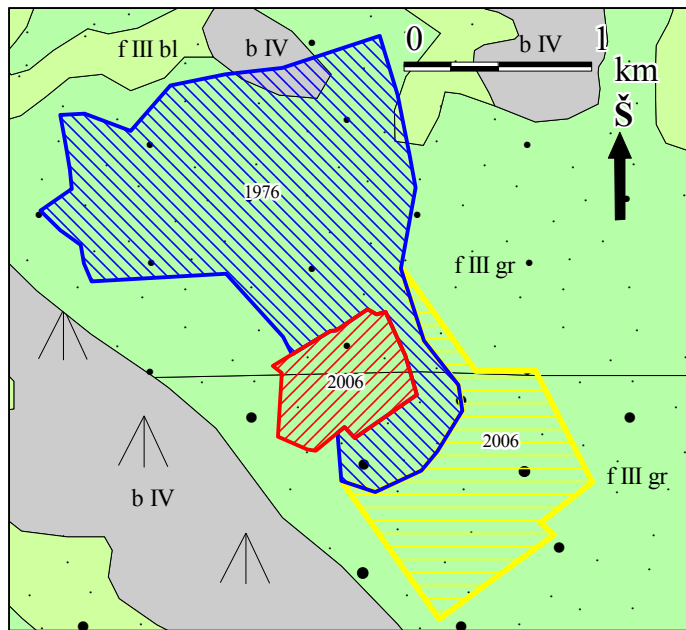 f III bl
b IV
0 1
b IV
km
Š
1976
f III gr
2006
2006
f III gr
b IV